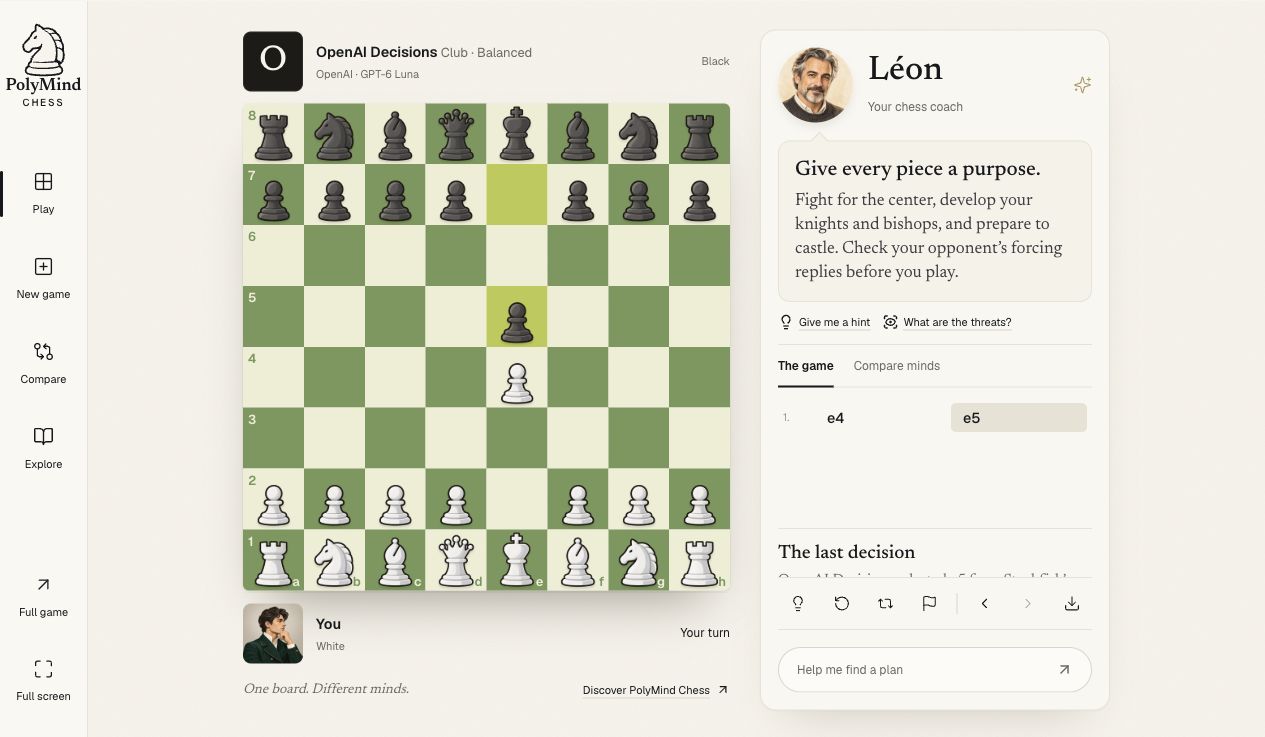 PolyMind
CHESS
Play
New game
Compare
Explore
Full game
Full screen
O
OpenAI Decisions Club · Balanced
OpenAI · GPT-6 Luna
Black
8
7
6
5
4
3
2
1
a b c d e f g h
You
White
Your turn
One board. Different minds.
Discover PolyMind Chess
Léon
Your chess coach
Give every piece a purpose.
Fight for the center, develop your
knights and bishops, and prepare to
castle. Check your opponent’s forcing
replies before you play.
Give me a hint
What are the threats?
The game
Compare minds
1. e4 e5
The last decision
Help me find a plan